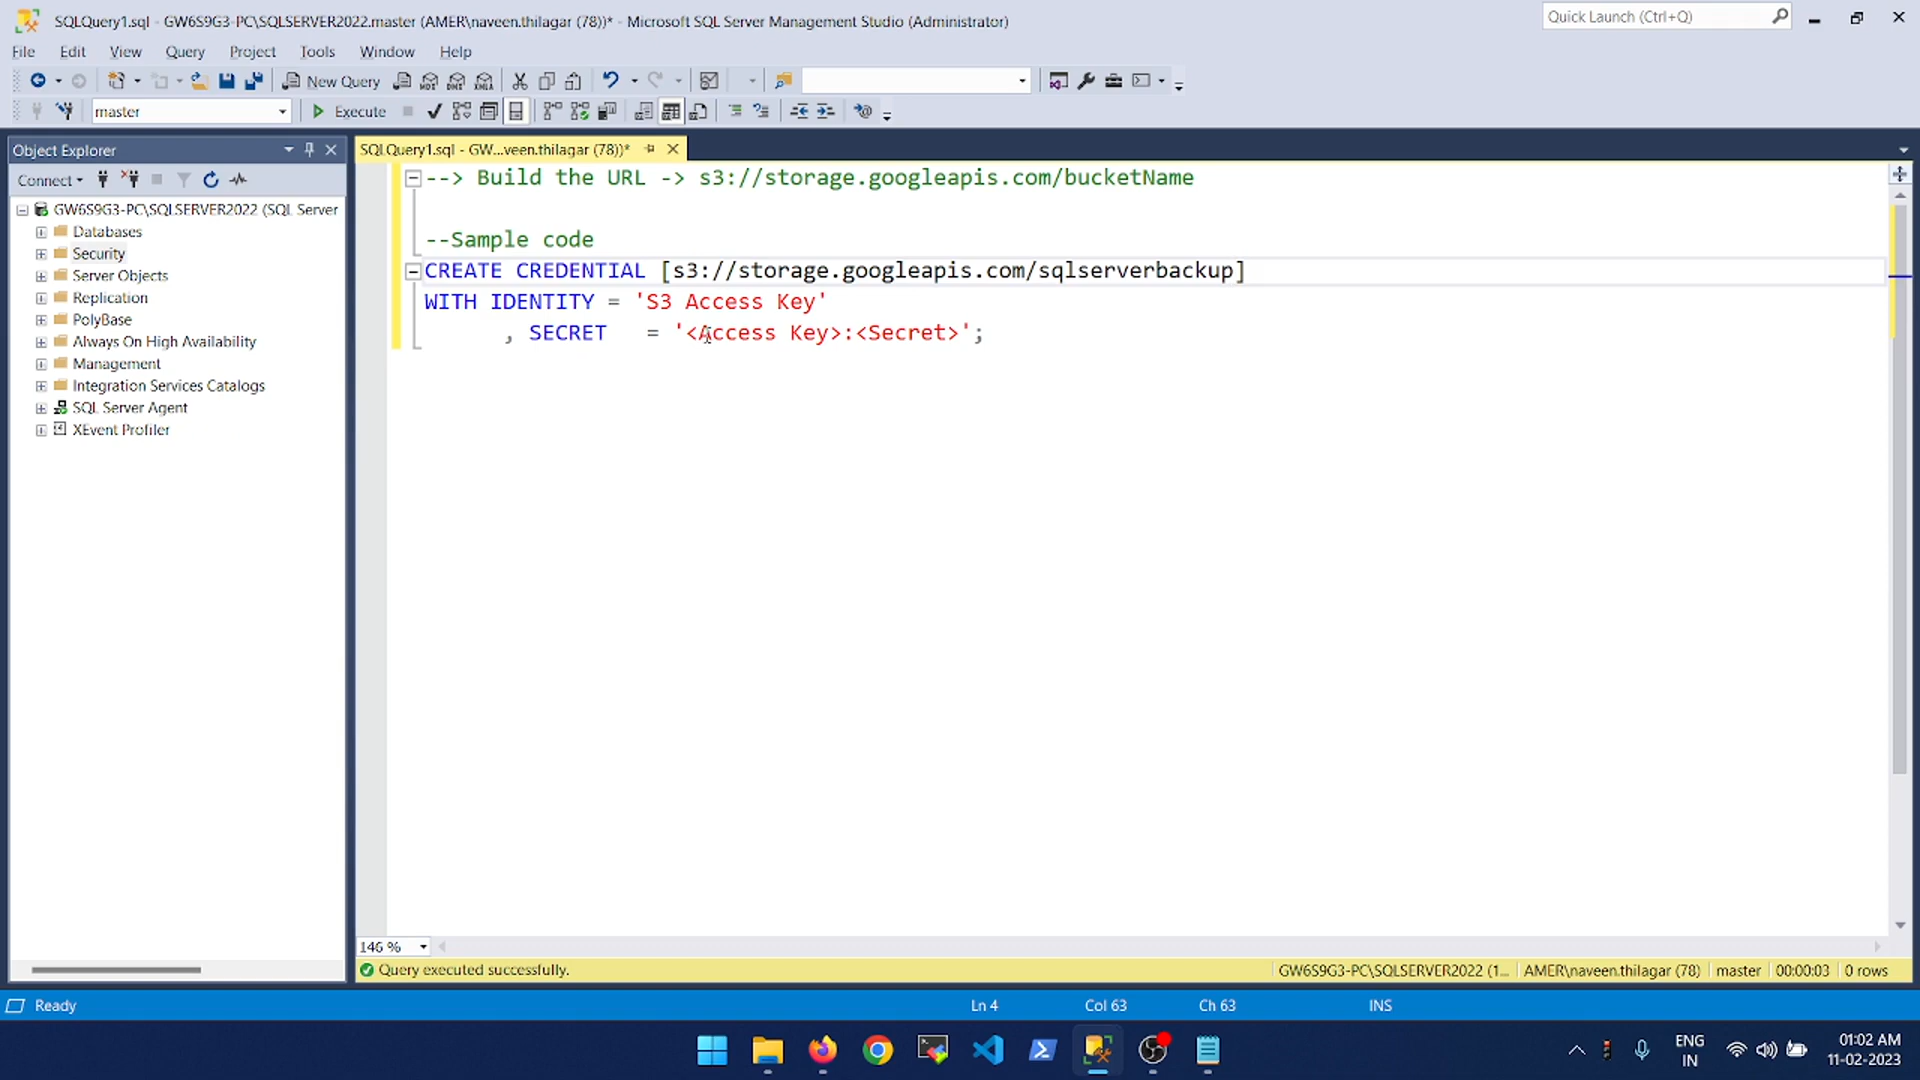 SQLQuery1.sql - GW6S9G3-PC\SQLSERVER2022.master (AMER\naveen.thilagar (78))* - Microsoft SQL Server Management Studio (Administrator)
Quick Launch (Ctrl+Q)
File Edit View Query Project Tools Window Help
New Query
master Execute
Object Explorer
SQLQuery1.sql - GW...veen.thilagar (78))*
Connect
GW6S9G3-PC\SQLSERVER2022 (SQL Server
Databases
Security
Server Objects
Replication
PolyBase
Always On High Availability
Management
Integration Services Catalogs
SQL Server Agent
XEvent Profiler
--> Build the URL -> s3://storage.googleapis.com/bucketName
--Sample code
CREATE CREDENTIAL [s3://storage.googleapis.com/sqlserverbackup]
WITH IDENTITY = 'S3 Access Key'
, SECRET = '<Access Key>:<Secret>';
146 %
Query executed successfully. GW6S9G3-PC\SQLSERVER2022 (1... AMER\naveen.thilagar (78) master 00:00:03 0 rows
Ready Ln 4 Col 63 Ch 63 INS
ENG
IN
01:02 AM
11-02-2023